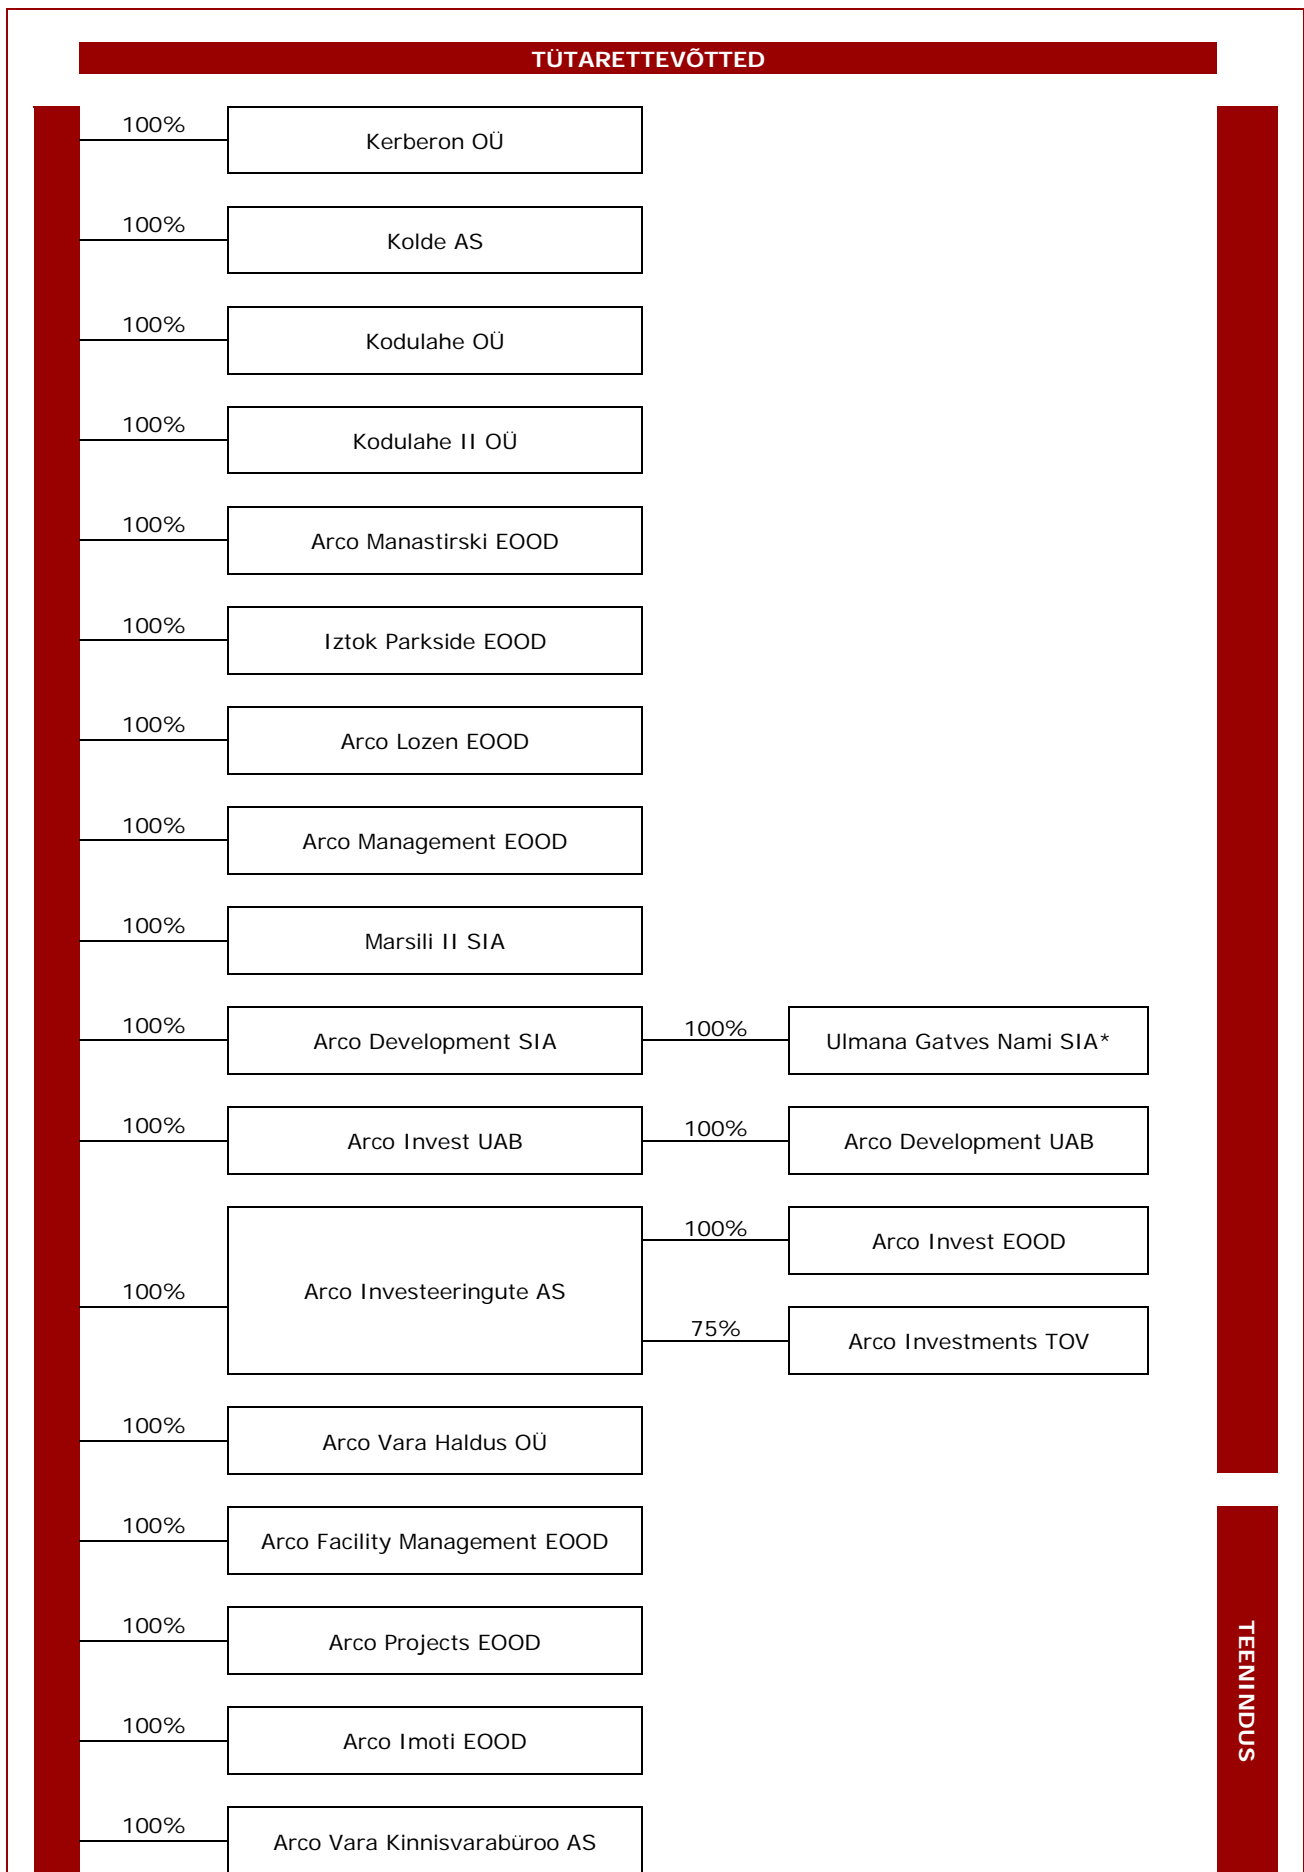 TÜTARETTEVÕTTED
100%
Kerberon OÜ
100%
Kolde AS
100%
Kodulahe OÜ
100%
Kodulahe II OÜ
100%
Arco Manastirski EOOD
100%
Iztok Parkside EOOD
100%
Arco Lozen EOOD
100%
Arco Management EOOD
100%
Marsili II SIA
100%
Arco Development SIA
100%
Ulmana Gatves Nami SIA*
100%
Arco Invest UAB
100%
Arco Development UAB
100%
Arco Investeeringute AS
100%
Arco Invest EOOD
75%
Arco Investments TOV
100%
Arco Vara Haldus OÜ
100%
Arco Facility Management EOOD
100%
Arco Projects EOOD
100%
Arco Imoti EOOD
100%
Arco Vara Kinnisvarabüroo AS
TEENINDUS